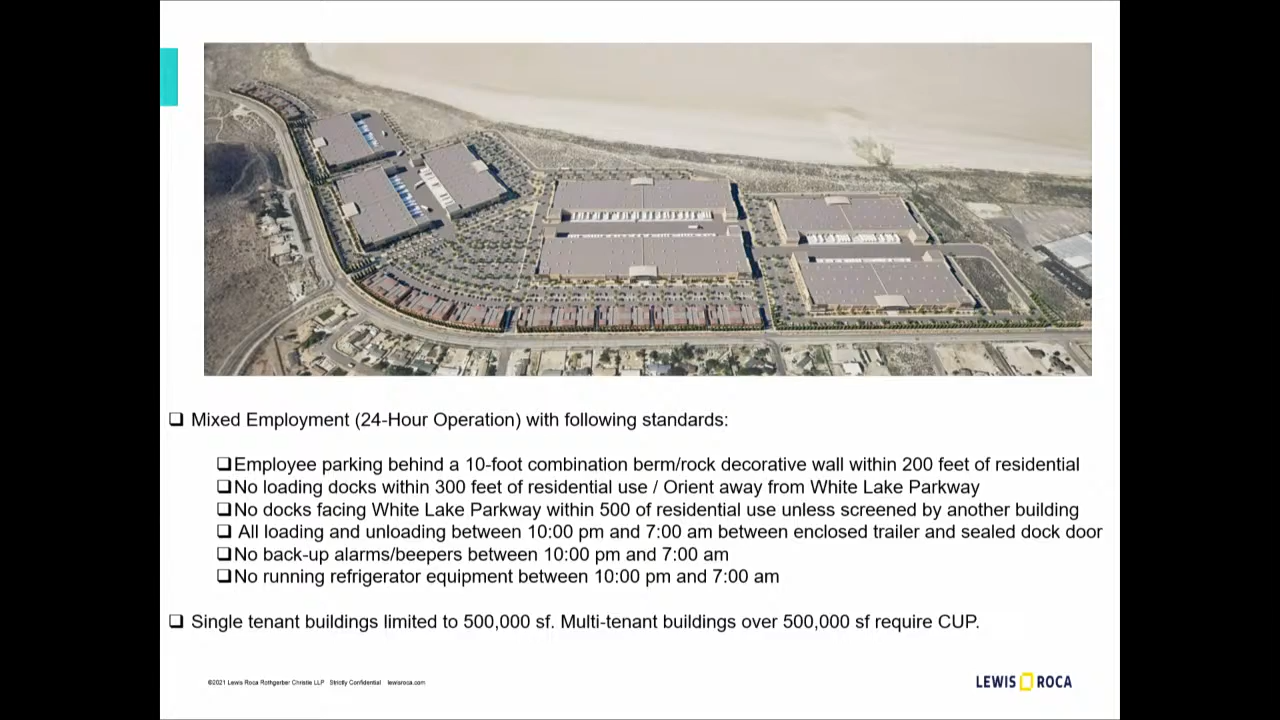 Mixed Employment (24-Hour Operation) with following standards:
Employee parking behind a 10-foot combination berm/rock decorative wall within 200 feet of residential
No loading docks within 300 feet of residential use / Orient away from White Lake Parkway
No docks facing White Lake Parkway within 500 of residential use unless screened by another building
All loading and unloading between 10:00 pm and 7:00 am between enclosed trailer and sealed dock door
No back-up alarms/beepers between 10:00 pm and 7:00 am
No running refrigerator equipment between 10:00 pm and 7:00 am
Single tenant buildings limited to 500,000 sf. Multi-tenant buildings over 500,000 sf require CUP.
©2021 Lewis Roca Rothgerber Christie LLP Strictly Confidential lewisroca.com
LEWIS ROCA